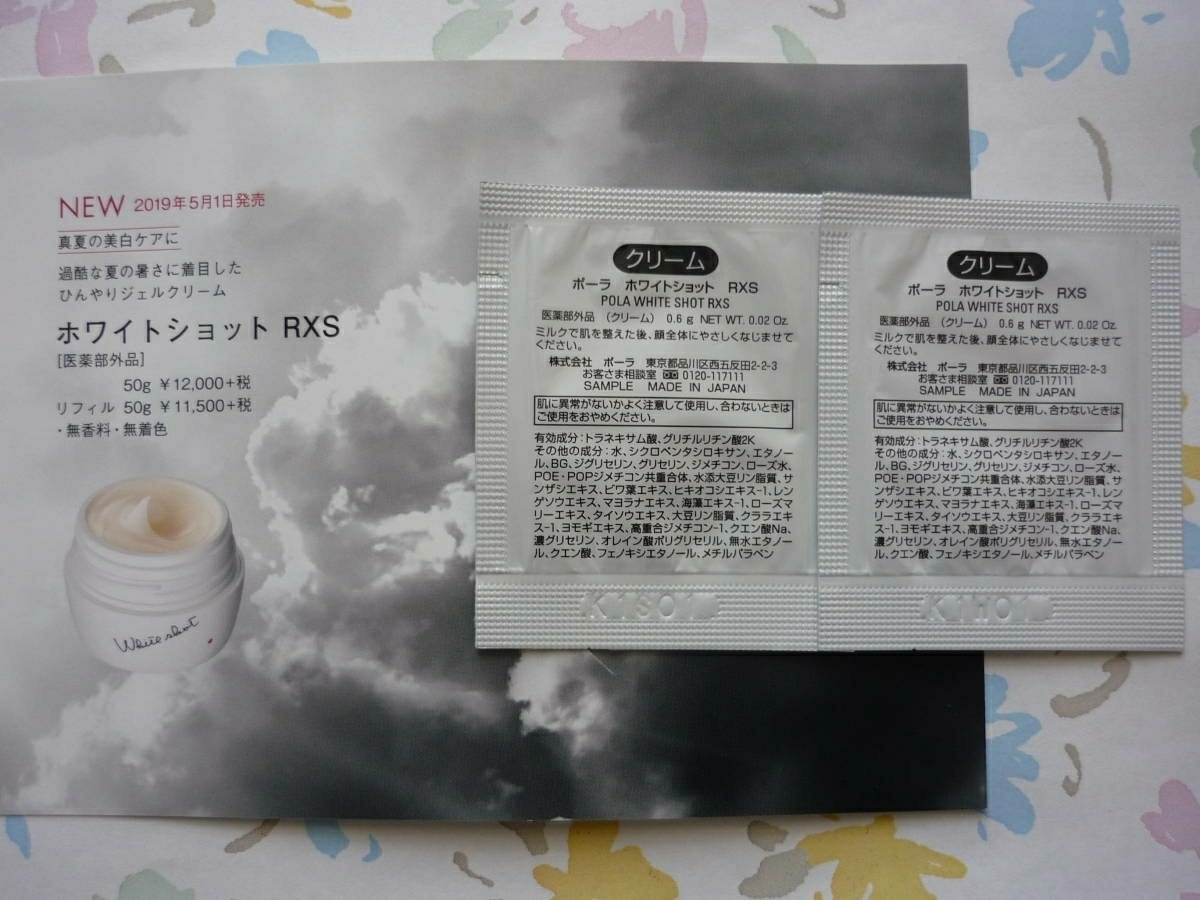 NEW 2019年5月1日発売
真夏の美白ケアに
過酷な夏の暑さに着目した
ひんやりジェルクリーム
ホワイトショット RXS
[医薬部外品]
50g ¥12,000+税
リフィル 50g ¥11,500+税
・無香料・無着色
White shot
クリーム
ポーラ ホワイトショット RXS
POLA WHITE SHOT RXS
医薬部外品 (クリーム) 0.6 g NET WT. 0.02 Oz.
ミルクで肌を整えた後、顔全体にやさしくなじませて
ください。
株式会社 ポーラ 東京都品川区西五反田2-2-3
お客さま相談室 0120-117111
SAMPLE MADE IN JAPAN
肌に異常がないかよく注意して使用し、合わないときは
ご使用をおやめください。
有効成分:トラネキサム酸、グリチルリチン酸2K
その他の成分:水、シクロペンタシロキサン、エタノー
ル、BG、ジグリセリン、グリセリン、ジメチコン、ローズ水、
POE・POPジメチコン共重合体、水添大豆リン脂質、サ
ンザシエキス、ビワ葉エキス、ヒキオコシエキス-1、レン
ゲソウエキス、マヨラナエキス、海藻エキス-1、ローズマ
リーエキス、タイソウエキス、大豆リン脂質、クララエキ
ス-1、ヨモギエキス、高重合ジメチコン-1、クエン酸Na、
濃グリセリン、オレイン酸ポリグリセリル、無水エタノー
ル、クエン酸、フェノキシエタノール、メチルパラベン
クリーム
ポーラ ホワイトショット RXS
POLA WHITE SHOT RXS
医薬部外品 (クリーム) 0.6 g NET WT. 0.02 Oz.
ミルクで肌を整えた後、顔全体にやさしくなじませて
ください。
株式会社 ポーラ 東京都品川区西五反田2-2-3
お客さま相談室 0120-117111
SAMPLE MADE IN JAPAN
肌に異常がないかよく注意して使用し、合わないときは
ご使用をおやめください。
有効成分:トラネキサム酸、グリチルリチン酸2K
その他の成分:水、シクロペンタシロキサン、エタノー
ル、BG、ジグリセリン、グリセリン、ジメチコン、ローズ水、
POE・POPジメチコン共重合体、水添大豆リン脂質、サ
ンザシエキス、ビワ葉エキス、ヒキオコシエキス-1、レン
ゲソウエキス、マヨラナエキス、海藻エキス-1、ローズマ
リーエキス、タイソウエキス、大豆リン脂質、クララエキ
ス-1、ヨモギエキス、高重合ジメチコン-1、クエン酸Na、
濃グリセリン、オレイン酸ポリグリセリル、無水エタノー
ル、クエン酸、フェノキシエタノール、メチルパラベン